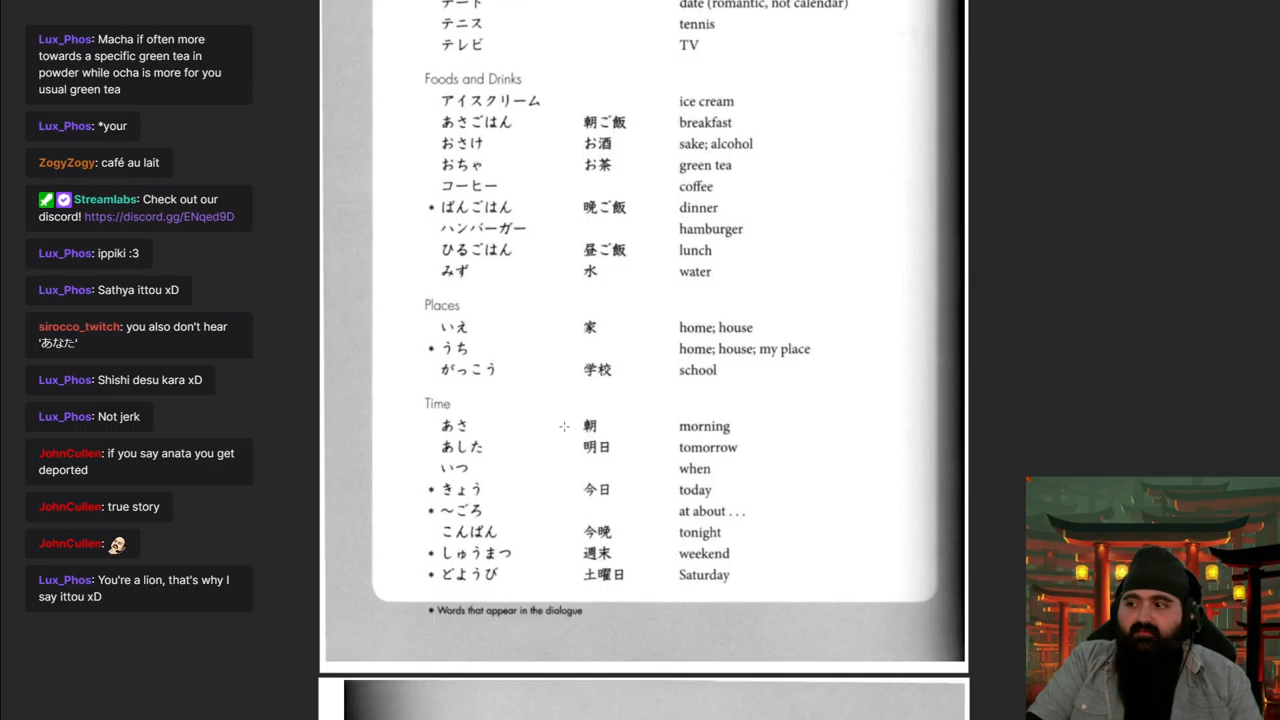 Lux_Phos: Macha if often more
towards a specific green tea in
powder while ocha is more for you
usual green tea
Lux_Phos: *your
ZogyZogy: café au lait
Streamlabs: Check out our
discord! https://discord.gg/ENqed9D
Lux_Phos: ippiki :3
Lux_Phos: Sathya ittou xD
sirocco_twitch: you also don't hear
'あなた'
Lux_Phos: Shishi desu kara xD
Lux_Phos: Not jerk
JohnCullen: if you say anata you get
deported
JohnCullen: true story
JohnCullen:
Lux_Phos: You're a lion, that's why I
say ittou xD
デート date (romantic, not calendar)
テニス tennis
テレビ TV
Foods and Drinks
アイスクリーム ice cream
あさごはん 朝ご飯 breakfast
おさけ お酒 sake; alcohol
おちゃ お茶 green tea
コーヒー coffee
* ばんごはん 晩ご飯 dinner
ハンバーガー hamburger
ひるごはん 昼ご飯 lunch
みず 水 water
Places
いえ 家 home; house
* うち home; house; my place
がっこう 学校 school
Time
あさ 朝 morning
あした 明日 tomorrow
いつ when
* きょう 今日 today
* ～ごろ at about . . .
こんばん 今晩 tonight
* しゅうまつ 週末 weekend
* どようび 土曜日 Saturday
* Words that appear in the dialogue